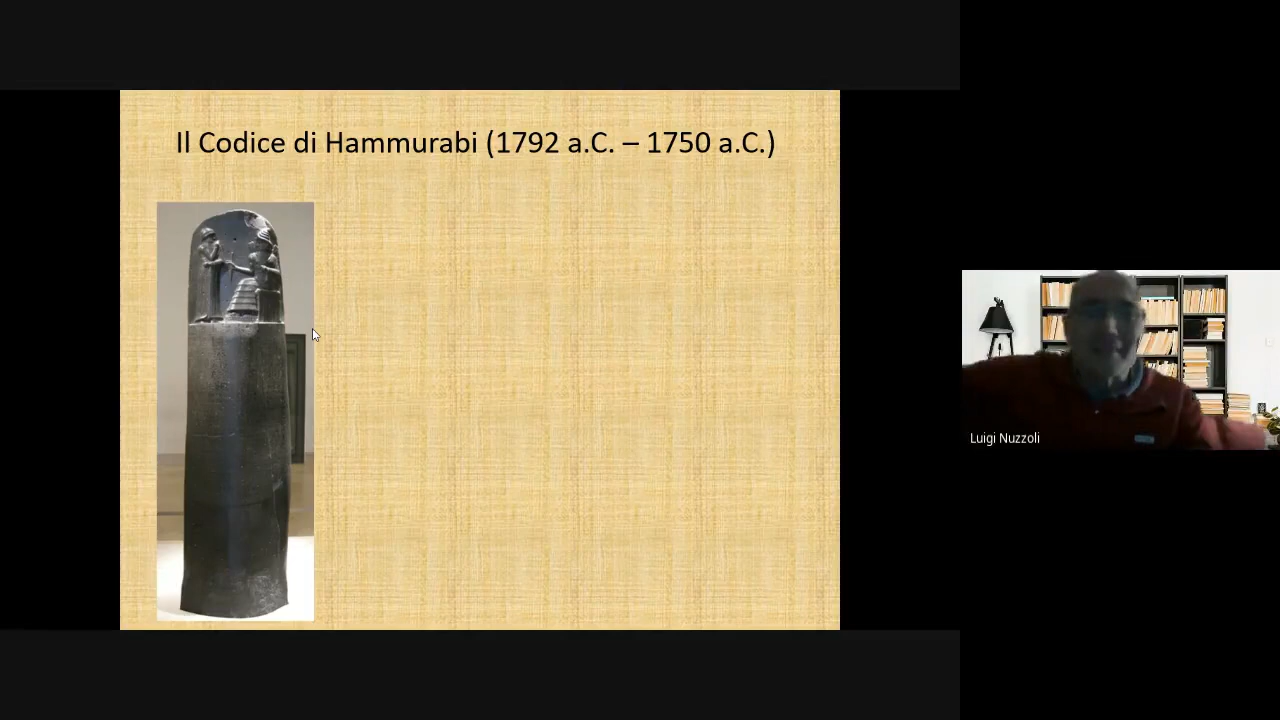 Il Codice di Hammurabi (1792 a.C. – 1750 a.C.)
Luigi Nuzzoli